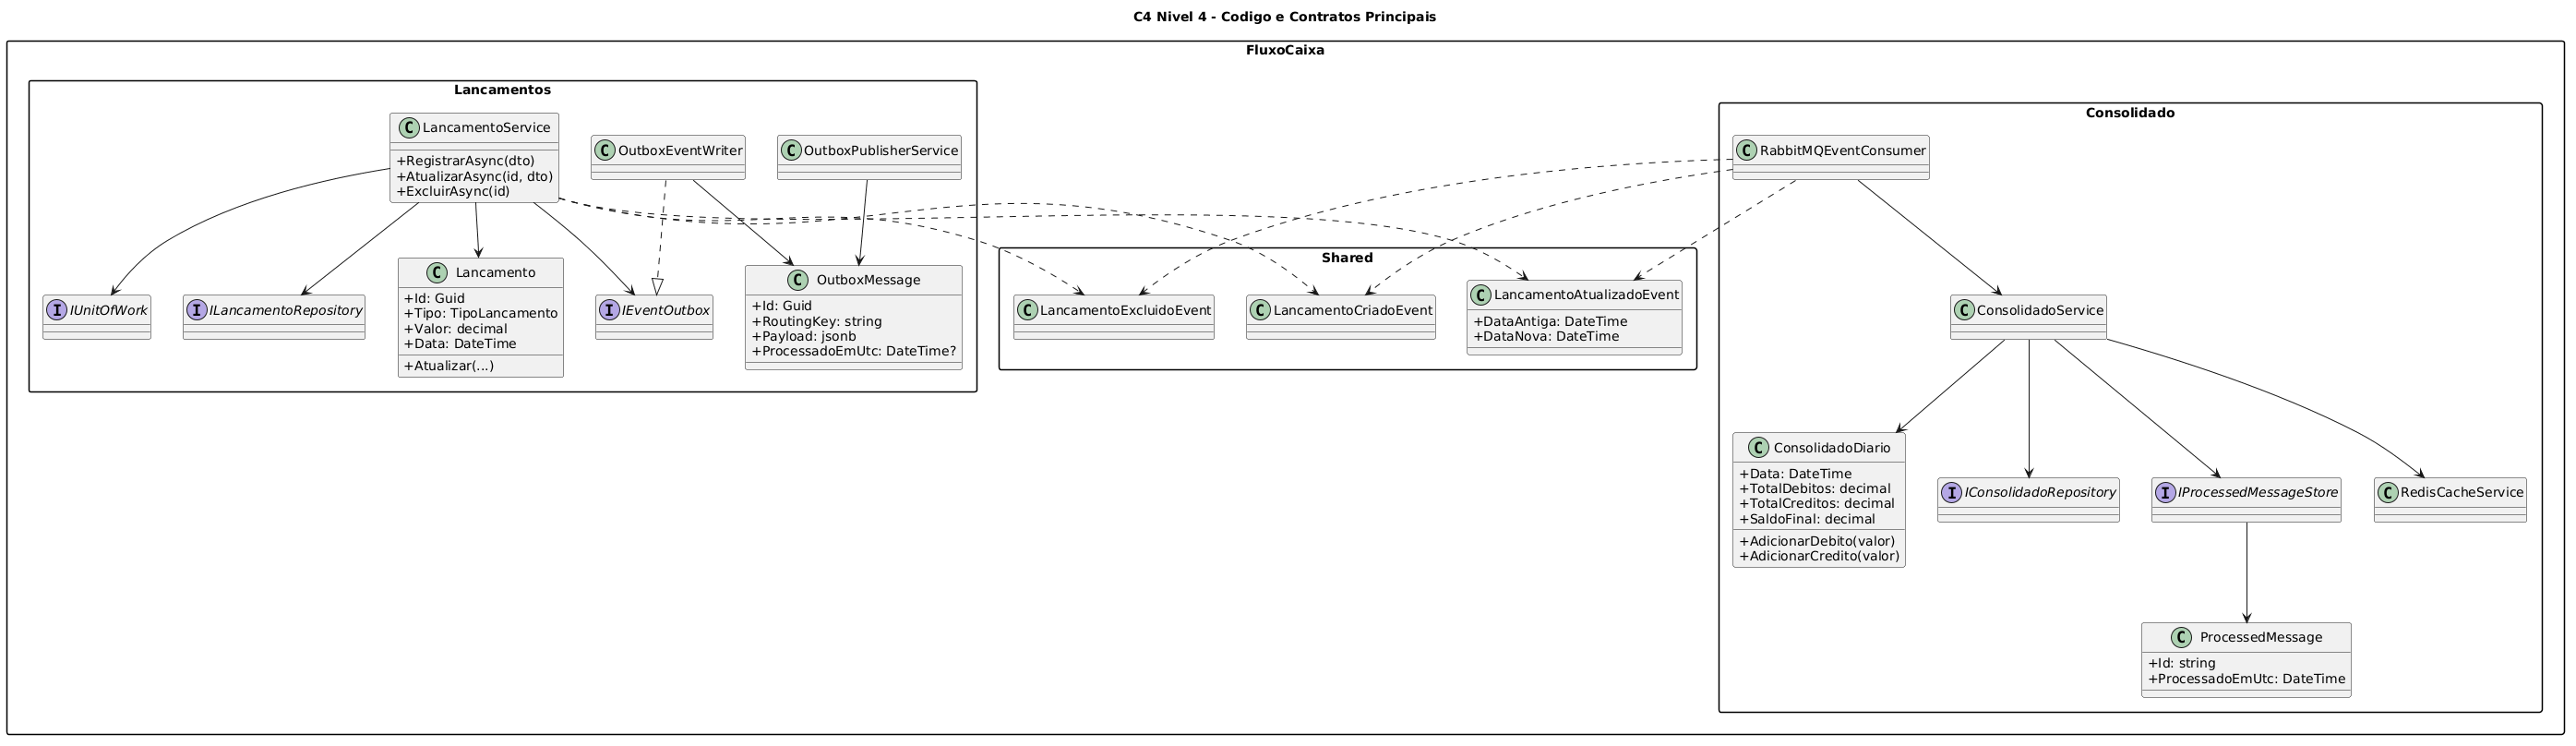 C4 Nivel 4 - Codigo e Contratos Principais
FluxoCaixa
Lancamentos
C LancamentoService
+RegistrarAsync(dto)
+AtualizarAsync(id, dto)
+ExcluirAsync(id)
C OutboxEventWriter
C OutboxPublisherService
I IUnitOfWork
I ILancamentoRepository
C Lancamento
+Id: Guid
+Tipo: TipoLancamento
+Valor: decimal
+Data: DateTime
+Atualizar(...)
I IEventOutbox
C OutboxMessage
+Id: Guid
+RoutingKey: string
+Payload: jsonb
+ProcessadoEmUtc: DateTime?
Shared
C LancamentoExcluidoEvent
C LancamentoCriadoEvent
C LancamentoAtualizadoEvent
+DataAntiga: DateTime
+DataNova: DateTime
Consolidado
C RabbitMQEventConsumer
C ConsolidadoService
C ConsolidadoDiario
+Data: DateTime
+TotalDebitos: decimal
+TotalCreditos: decimal
+SaldoFinal: decimal
+AdicionarDebito(valor)
+AdicionarCredito(valor)
I IConsolidadoRepository
I IProcessedMessageStore
C RedisCacheService
C ProcessedMessage
+Id: string
+ProcessadoEmUtc: DateTime